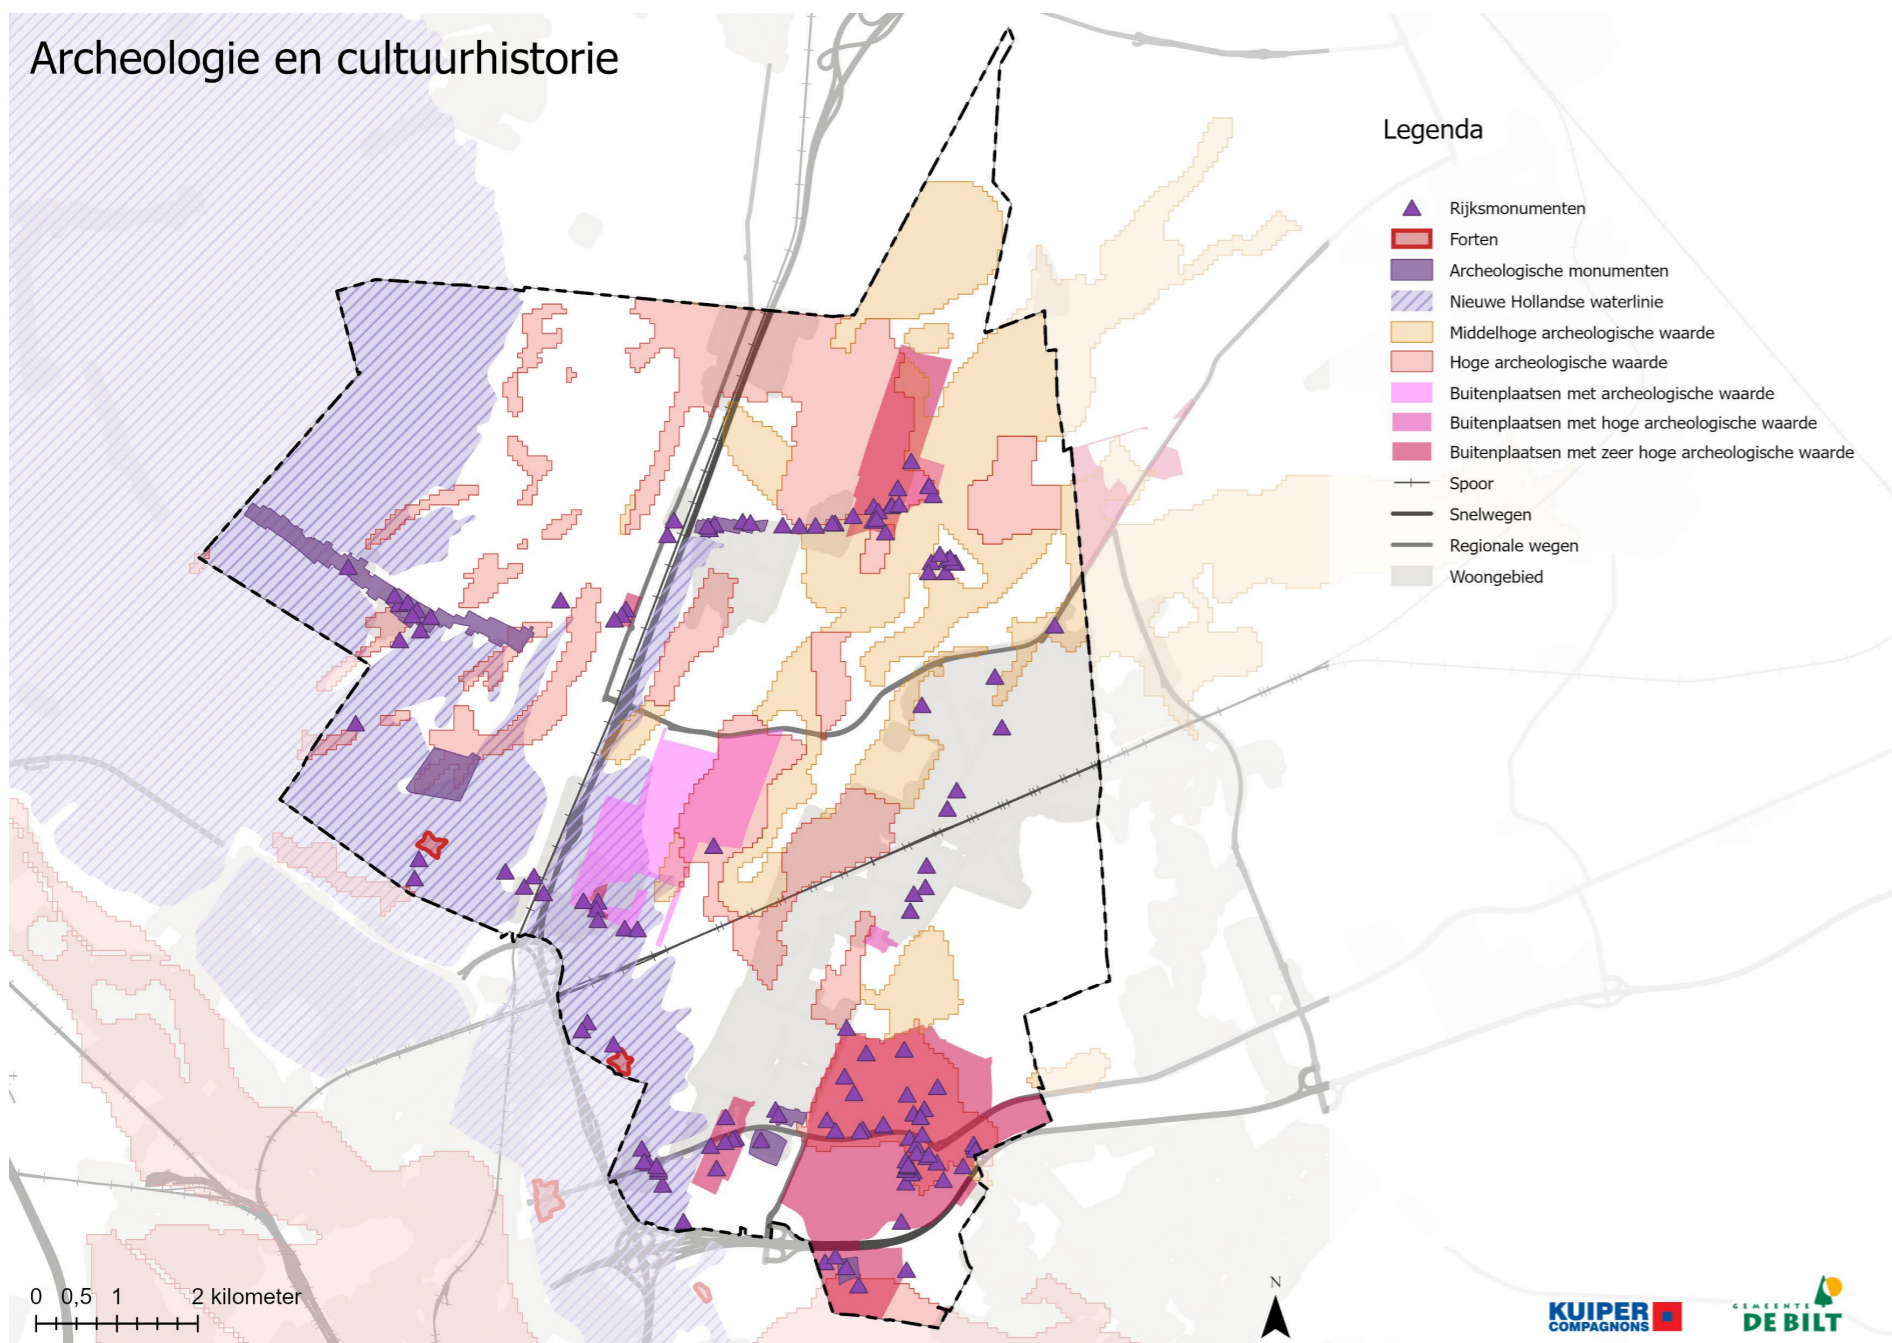 Archeologie en cultuurhistorie
Legenda
Rijksmonumenten
Forten
Archeologische monumenten
Nieuwe Hollandse waterlinie
Middelhoge archeologische waarde
Hoge archeologische waarde
Buitenplaatsen met archeologische waarde
Buitenplaatsen met hoge archeologische waarde
Buitenplaatsen met zeer hoge archeologische waarde
Spoor
Snelwegen
Regionale wegen
Woongebied
0 0,5 1 2 kilometer
N
KUIPER
COMPAGNONS
GEMEENTE
DE BILT